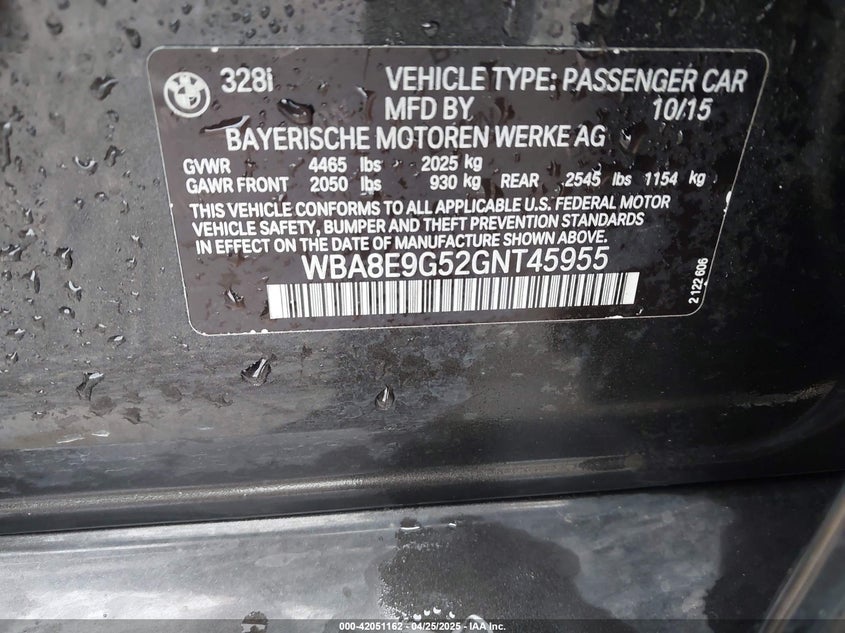 328i VEHICLE TYPE: PASSENGER CAR
MFD BY 10/15
BAYERISCHE MOTOREN WERKE AG
GVWR 4465 lbs - 2025 kg
GAWR FRONT 2050 lbs 930 kg REAR 2545 lbs 1154 kg
THIS VEHICLE CONFORMS TO ALL APPLICABLE U.S. FEDERAL MOTOR
VEHICLE SAFETY, BUMPER AND THEFT PREVENTION STANDARDS
IN EFFECT ON THE DATE OF MANUFACTURE SHOWN ABOVE.
WBA8E9G52GNT45955
2 122 606
000-42051162 - 04/25/2025 - IAA Inc.